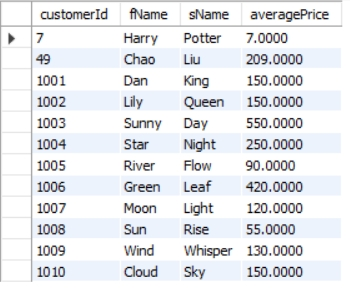 customerId fName sName averagePrice
7 Harry Potter 7.0000
49 Chao Liu 209.0000
1001 Dan King 150.0000
1002 Lily Queen 150.0000
1003 Sunny Day 550.0000
1004 Star Night 250.0000
1005 River Flow 90.0000
1006 Green Leaf 420.0000
1007 Moon Light 120.0000
1008 Sun Rise 55.0000
1009 Wind Whisper 130.0000
1010 Cloud Sky 150.0000